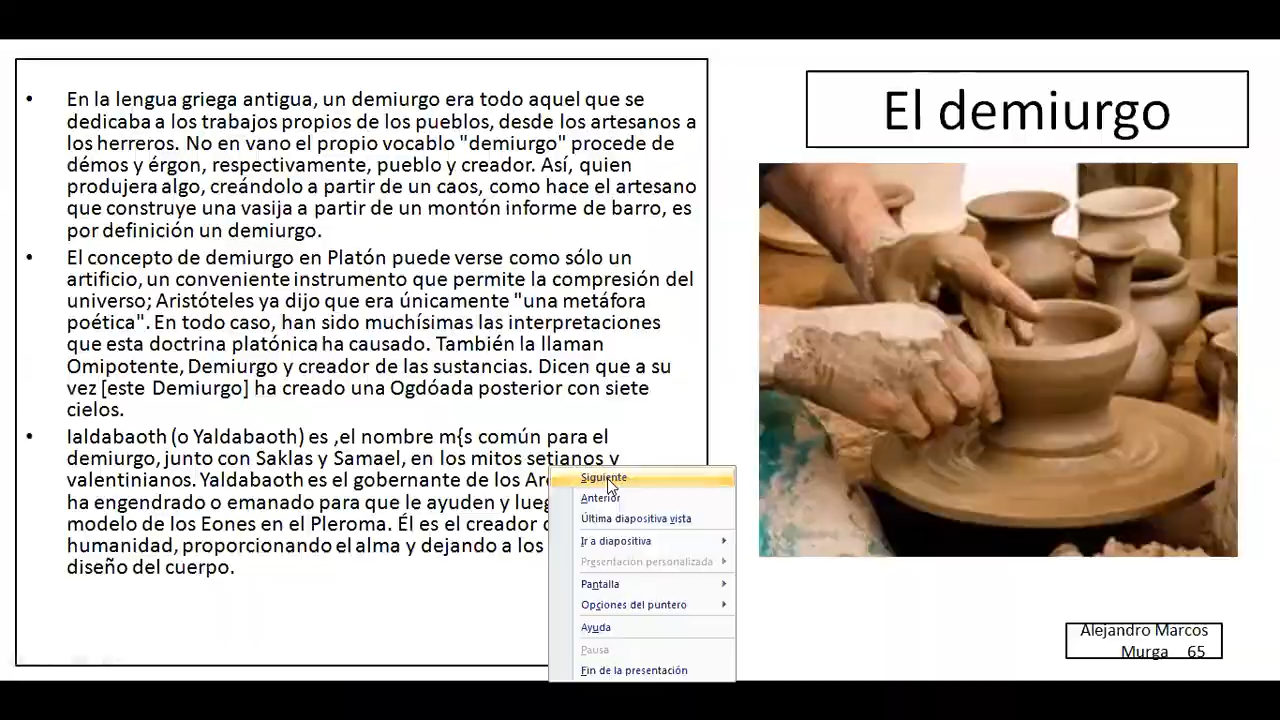 • En la lengua griega antigua, un demiurgo era todo aquel que se
dedicaba a los trabajos propios de los pueblos, desde los artesanos a
los herreros. No en vano el propio vocablo "demiurgo" procede de
démos y érgon, respectivamente, pueblo y creador. Así, quien
produjera algo, creándolo a partir de un caos, como hace el artesano
que construye una vasija a partir de un montón informe de barro, es
por definición un demiurgo.
• El concepto de demiurgo en Platón puede verse como sólo un
artificio, un conveniente instrumento que permite la compresión del
universo; Aristóteles ya dijo que era únicamente "una metáfora
poética". En todo caso, han sido muchísimas las interpretaciones
que esta doctrina platónica ha causado. También la llaman
Omipotente, Demiurgo y creador de las sustancias. Dicen que a su
vez [este Demiurgo] ha creado una Ogdóada posterior con siete
cielos.
• Ialdabaoth (o Yaldabaoth) es ,el nombre m{s común para el
demiurgo, junto con Saklas y Samael, en los mitos setianos y
valentinianos. Yaldabaoth es el gobernante de los
ha engendrado o emanado para que le ayuden y
modelo de los Eones en el Pleroma. Él es el creador
humanidad, proporcionando el alma y dejando a los
diseño del cuerpo.
El demiurgo
Siguiente
Anterior
Última diapositiva vista
Ir a diapositiva
Presentación personalizada
Pantalla
Opciones del puntero
Ayuda
Pausa
Fin de la presentación
Alejandro Marcos
Murga 65